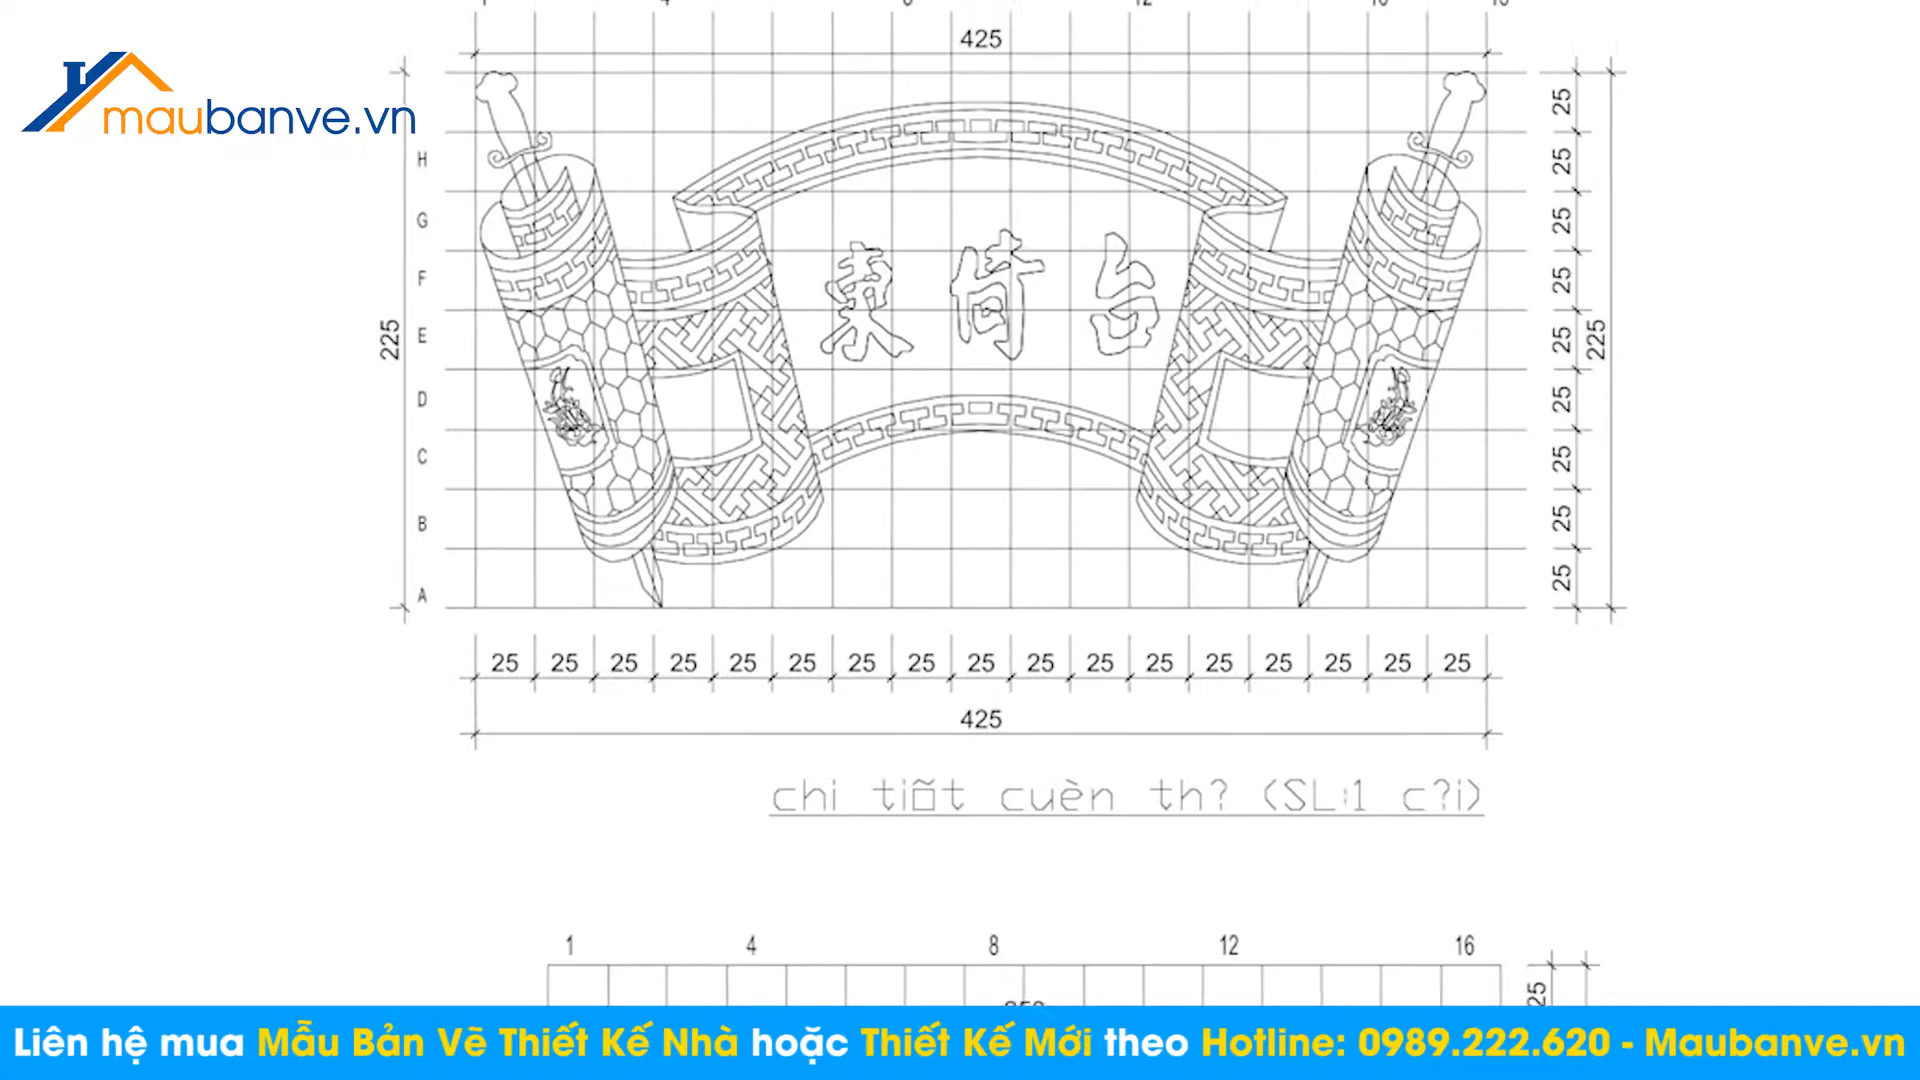 425
maubanve.vn
H
G
F
E
D
C
B
A
225
25
25
25
25
25
25
25
25
25
225
台
25 25 25 25 25 25 25 25 25 25 25 25 25 25 25 25 25
425
chi tiõt cuèn th? (SL:1 c?i)
1 4 8 12 16
25
Liên hệ mua Mẫu Bản Vẽ Thiết Kế Nhà hoặc Thiết Kế Mới theo Hotline: 0989.222.620 - Maubanve.vn